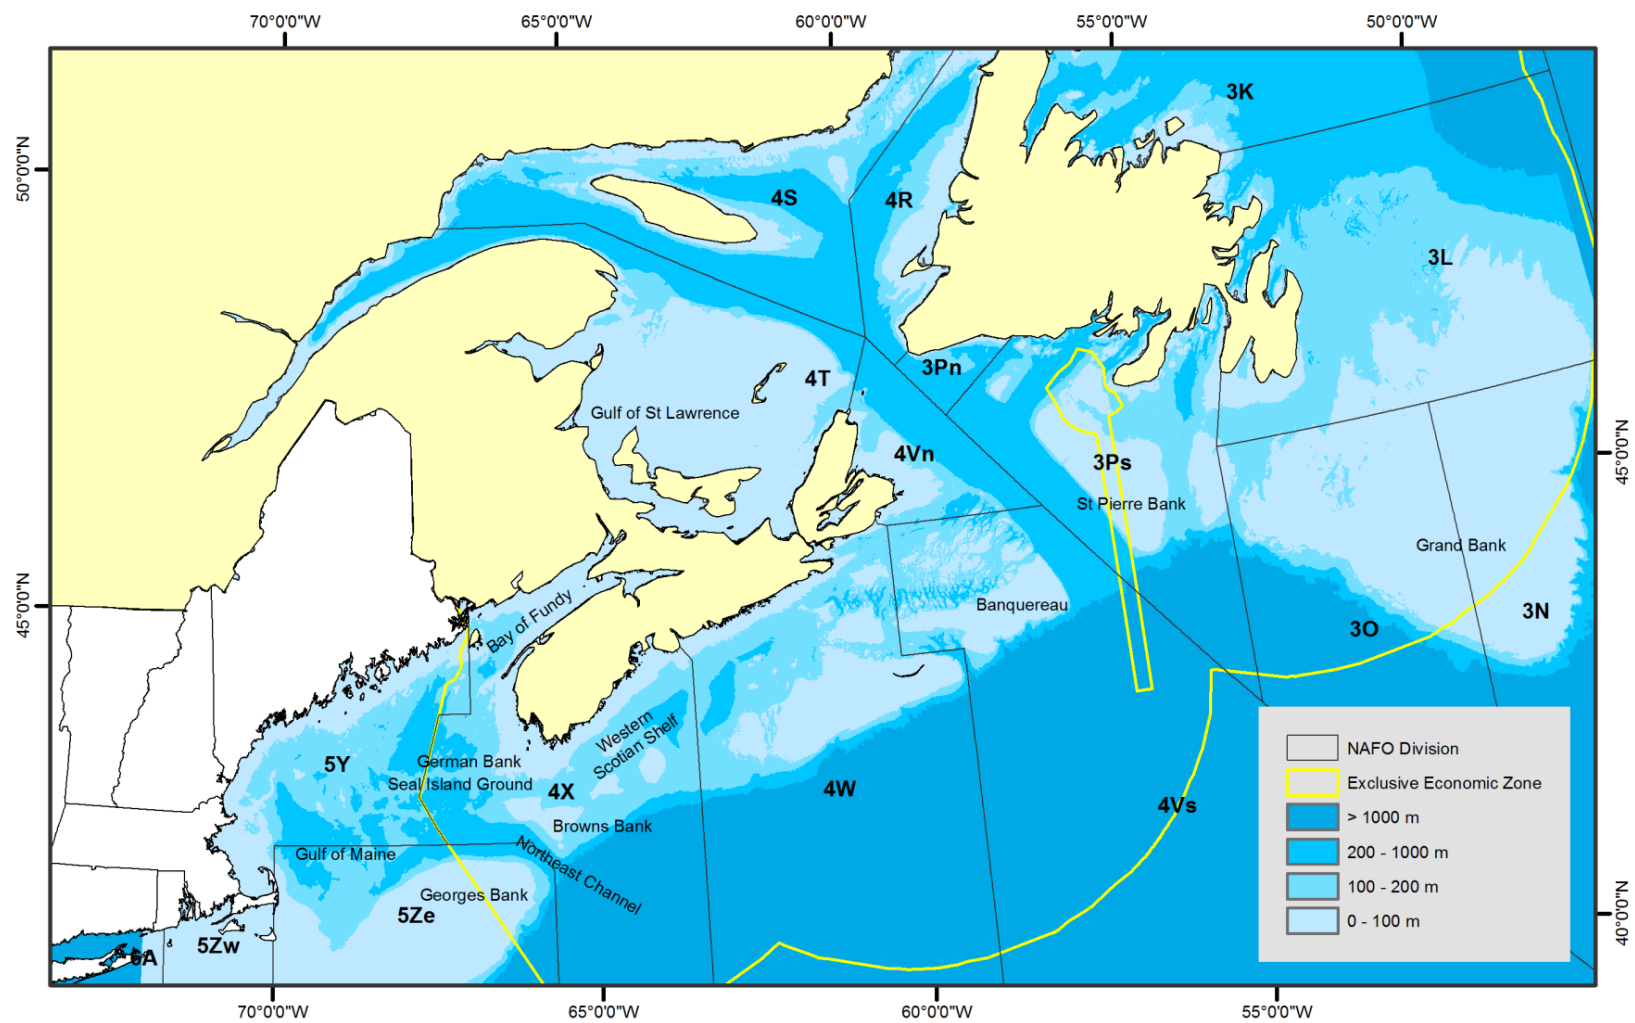 70°0'0"W 65°0'0"W 60°0'0"W 55°0'0"W 50°0'0"W
3K
50°0'0"N
4S 4R
3L
3Pn
4T
Gulf of St Lawrence
4Vn
45°0'0"N
3Ps
St Pierre Bank
Grand Bank
45°0'0"N
Bay of Fundy
Banquereau
3O
3N
Western
Scotian Shelf
5Y
German Bank
Seal Island Ground
4X
4W
4Vs
Browns Bank
Gulf of Maine
Northeast Channel
Georges Bank
5Ze
5Zw
6A
40°0'0"N
NAFO Division
Exclusive Economic Zone
> 1000 m
200 - 1000 m
100 - 200 m
0 - 100 m
70°0'0"W 65°0'0"W 60°0'0"W 55°0'0"W